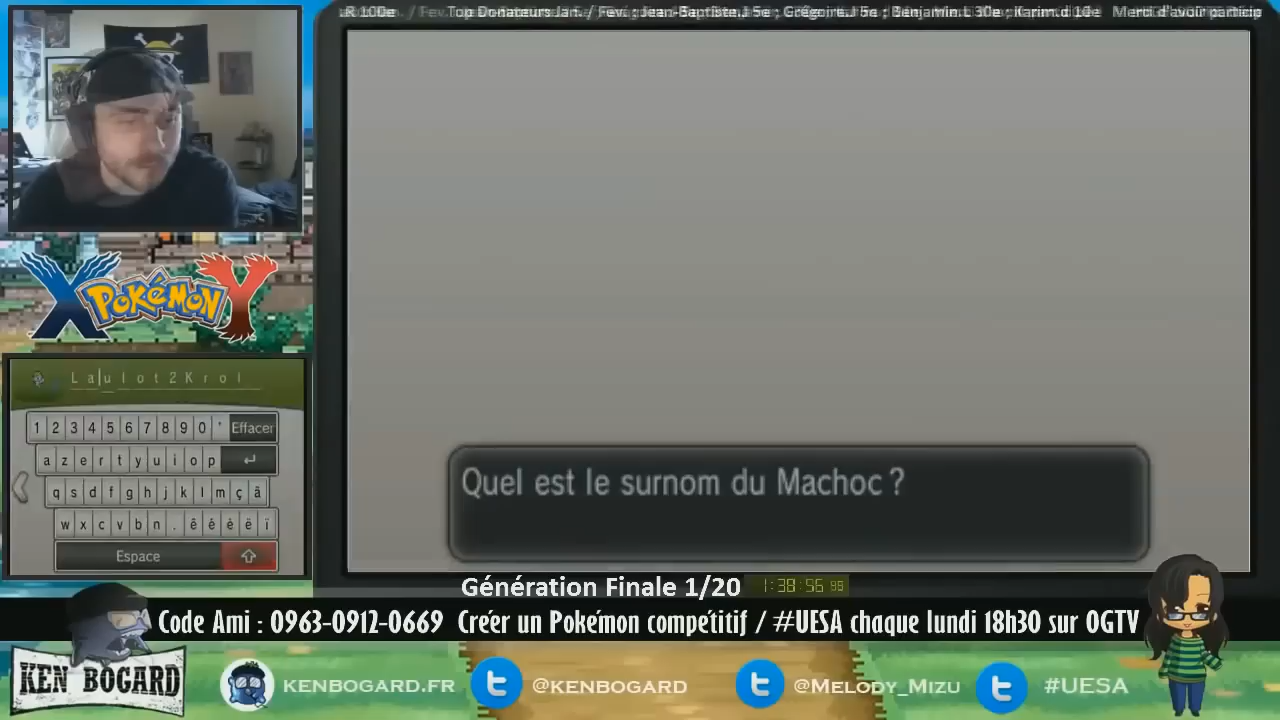 R 100e Top Donateurs Jan. / Fev. : Jean-Baptiste.J 5e ; Grégoire.J 5e ; Benjamin.L 30e ; Karim.d 10e Merci d'avoir particip
X Pokémon Y
Lau lot2Krol
1 2 3 4 5 6 7 8 9 0 ' Effacer
a z e r t y u i o p
q s d f g h j k l m ç â
w x c v b n . ê é è ë ï
Espace
Quel est le surnom du Machoc ?
Génération Finale 1/20 1:38:56
Code Ami : 0963-0912-0669 Créer un Pokémon compétitif / #UESA chaque lundi 18h30 sur OGTV
KEN BOGARD KENBOGARD.FR @KENBOGARD @MELODY_MIZU #UESA